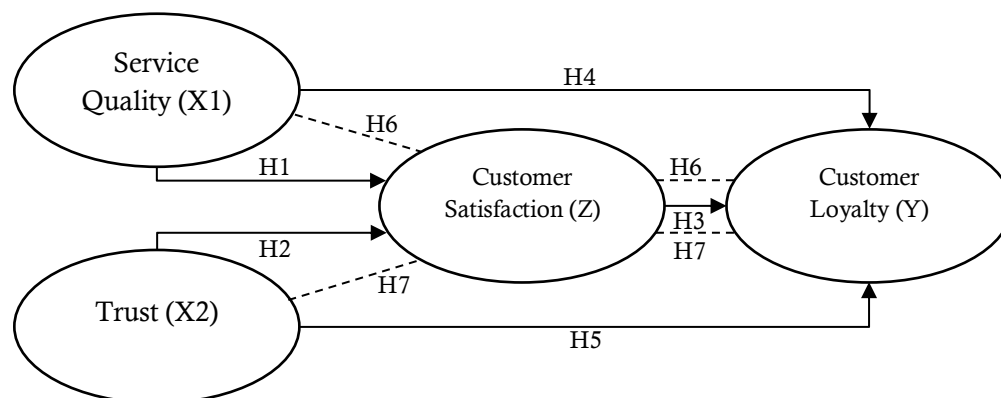 Service
Quality (X1)
H4
H6
H1
Customer
Satisfaction (Z)
H6
H3
H7
Customer
Loyalty (Y)
H2
H7
Trust (X2)
H5